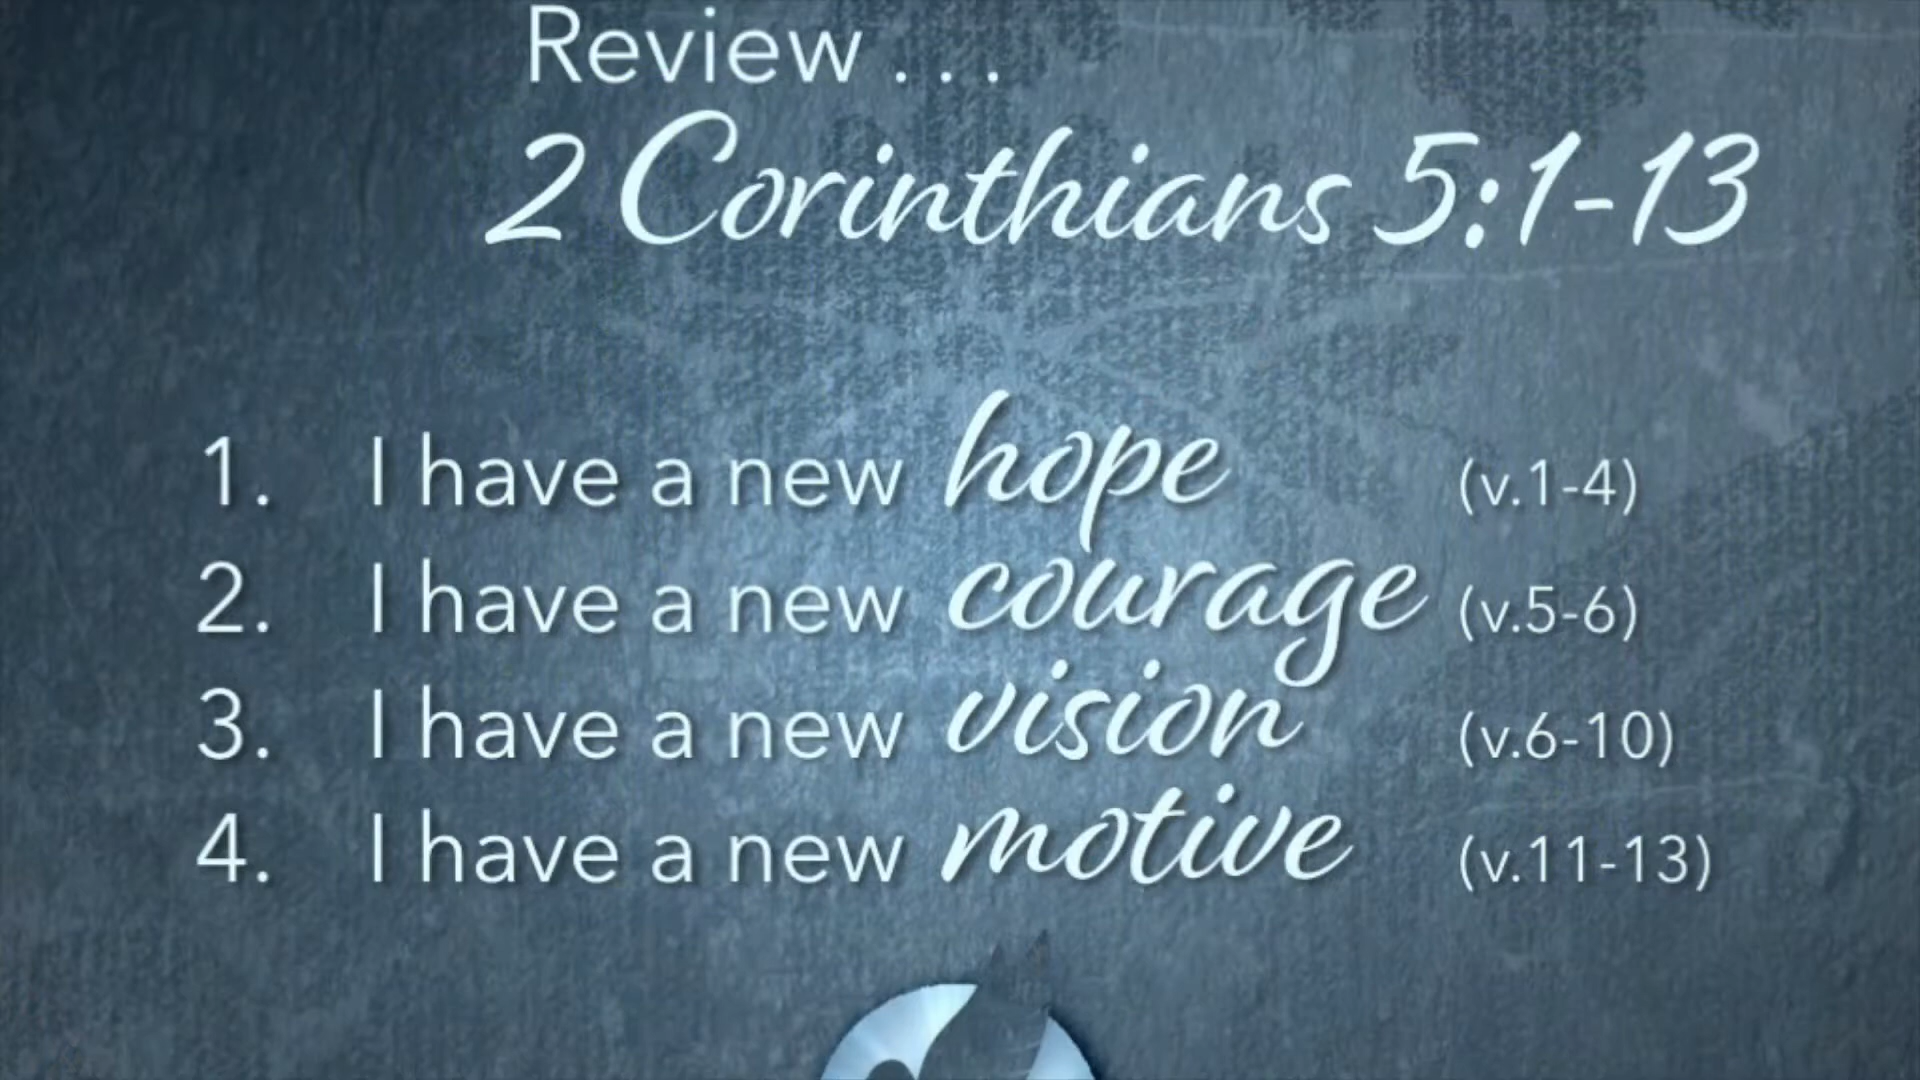 Review . . .
2 Corinthians 5:1-13
1. I have a new hope (v.1-4)
2. I have a new courage (v.5-6)
3. I have a new vision (v.6-10)
4. I have a new motive (v.11-13)